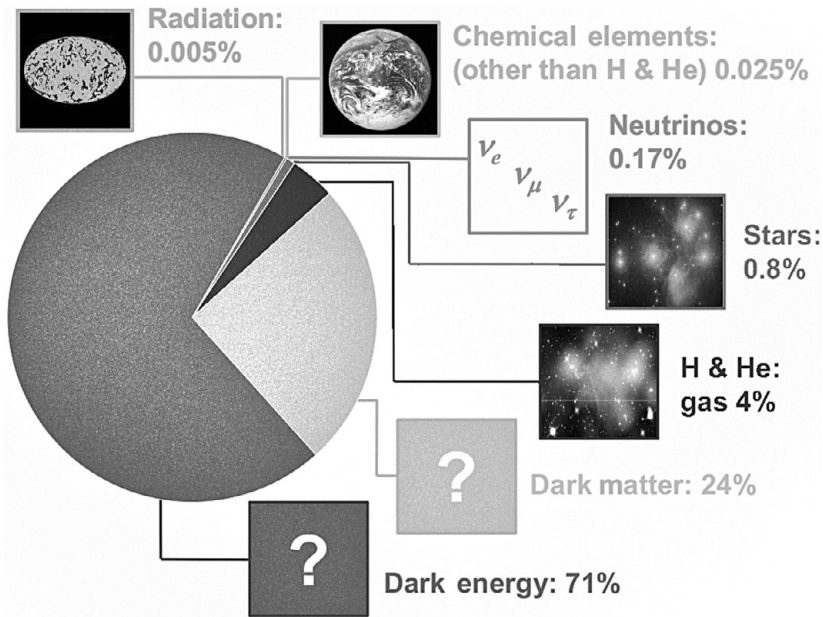 Radiation:
0.005%
Chemical elements:
(other than H & He) 0.025%
Neutrinos:
0.17%
νe
νμ
ντ
Stars:
0.8%
H & He:
gas 4%
?
Dark matter: 24%
?
Dark energy: 71%